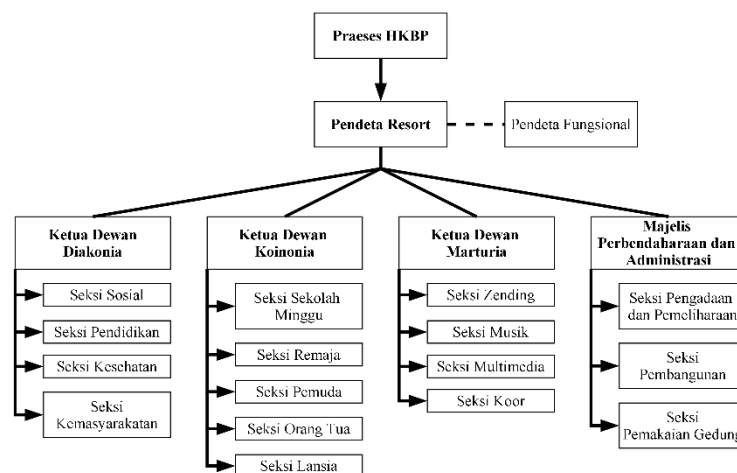 Praeses HKBP
Pendeta Resort
Pendeta Fungsional
Ketua Dewan
Diakonia
Seksi Sosial
Seksi Pendidikan
Seksi Kesehatan
Seksi
Kemasyarakatan
Ketua Dewan
Koinonia
Seksi Sekolah
Minggu
Seksi Remaja
Seksi Pemuda
Seksi Orang Tua
Seksi Lansia
Ketua Dewan
Marturia
Seksi Zending
Seksi Musik
Seksi Multimedia
Seksi Koor
Majelis
Perbendaharaan dan
Administrasi
Seksi Pengadaan
dan Pemeliharaan
Seksi
Pembangunan
Seksi
Pemakaian Gedung